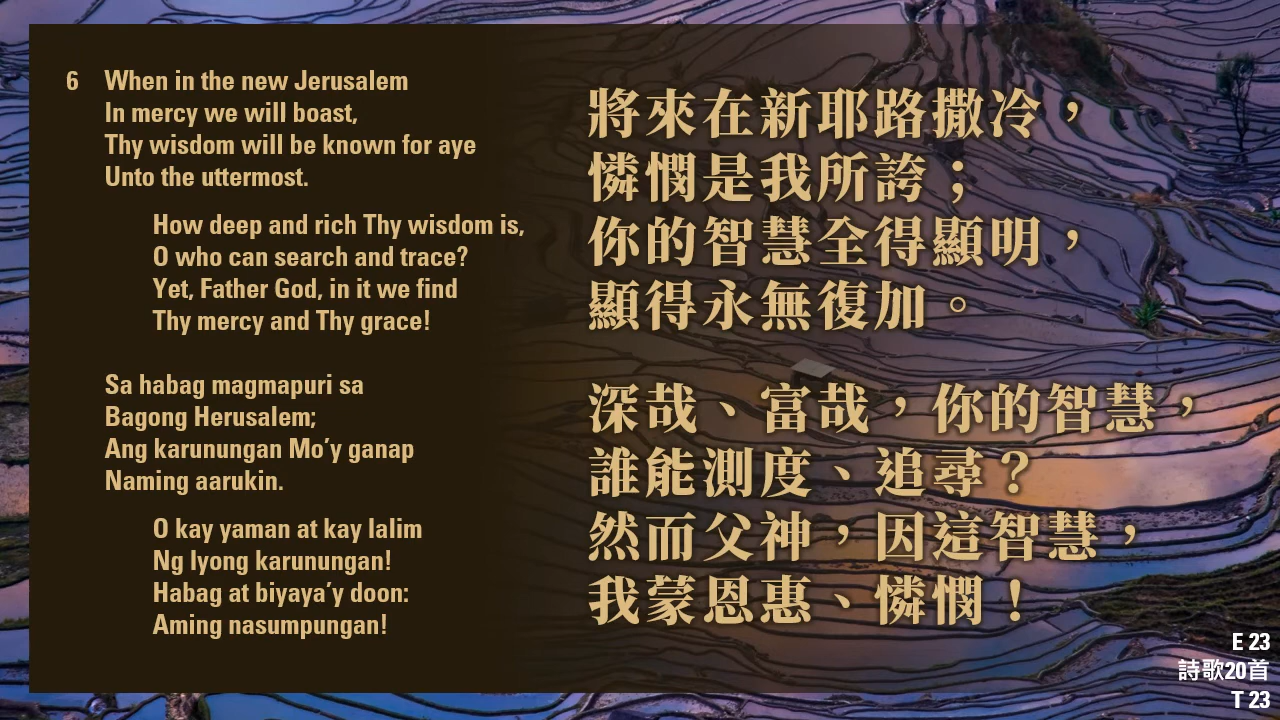 6 When in the new Jerusalem
In mercy we will boast,
Thy wisdom will be known for aye
Unto the uttermost.
How deep and rich Thy wisdom is,
O who can search and trace?
Yet, Father God, in it we find
Thy mercy and Thy grace!
Sa habag magmapuri sa
Bagong Herusalem;
Ang karunungan Mo’y ganap
Naming aarukin.
O kay yaman at kay lalim
Ng Iyong karunungan!
Habag at biyaya’y doon:
Aming nasumpungan!
將來在新耶路撒冷，
憐憫是我所誇；
你的智慧全得顯明，
顯得永無復加。
深哉、富哉，你的智慧，
誰能測度、追尋？
然而父神，因這智慧，
我蒙恩惠、憐憫！
E 23
詩歌20首
T 23